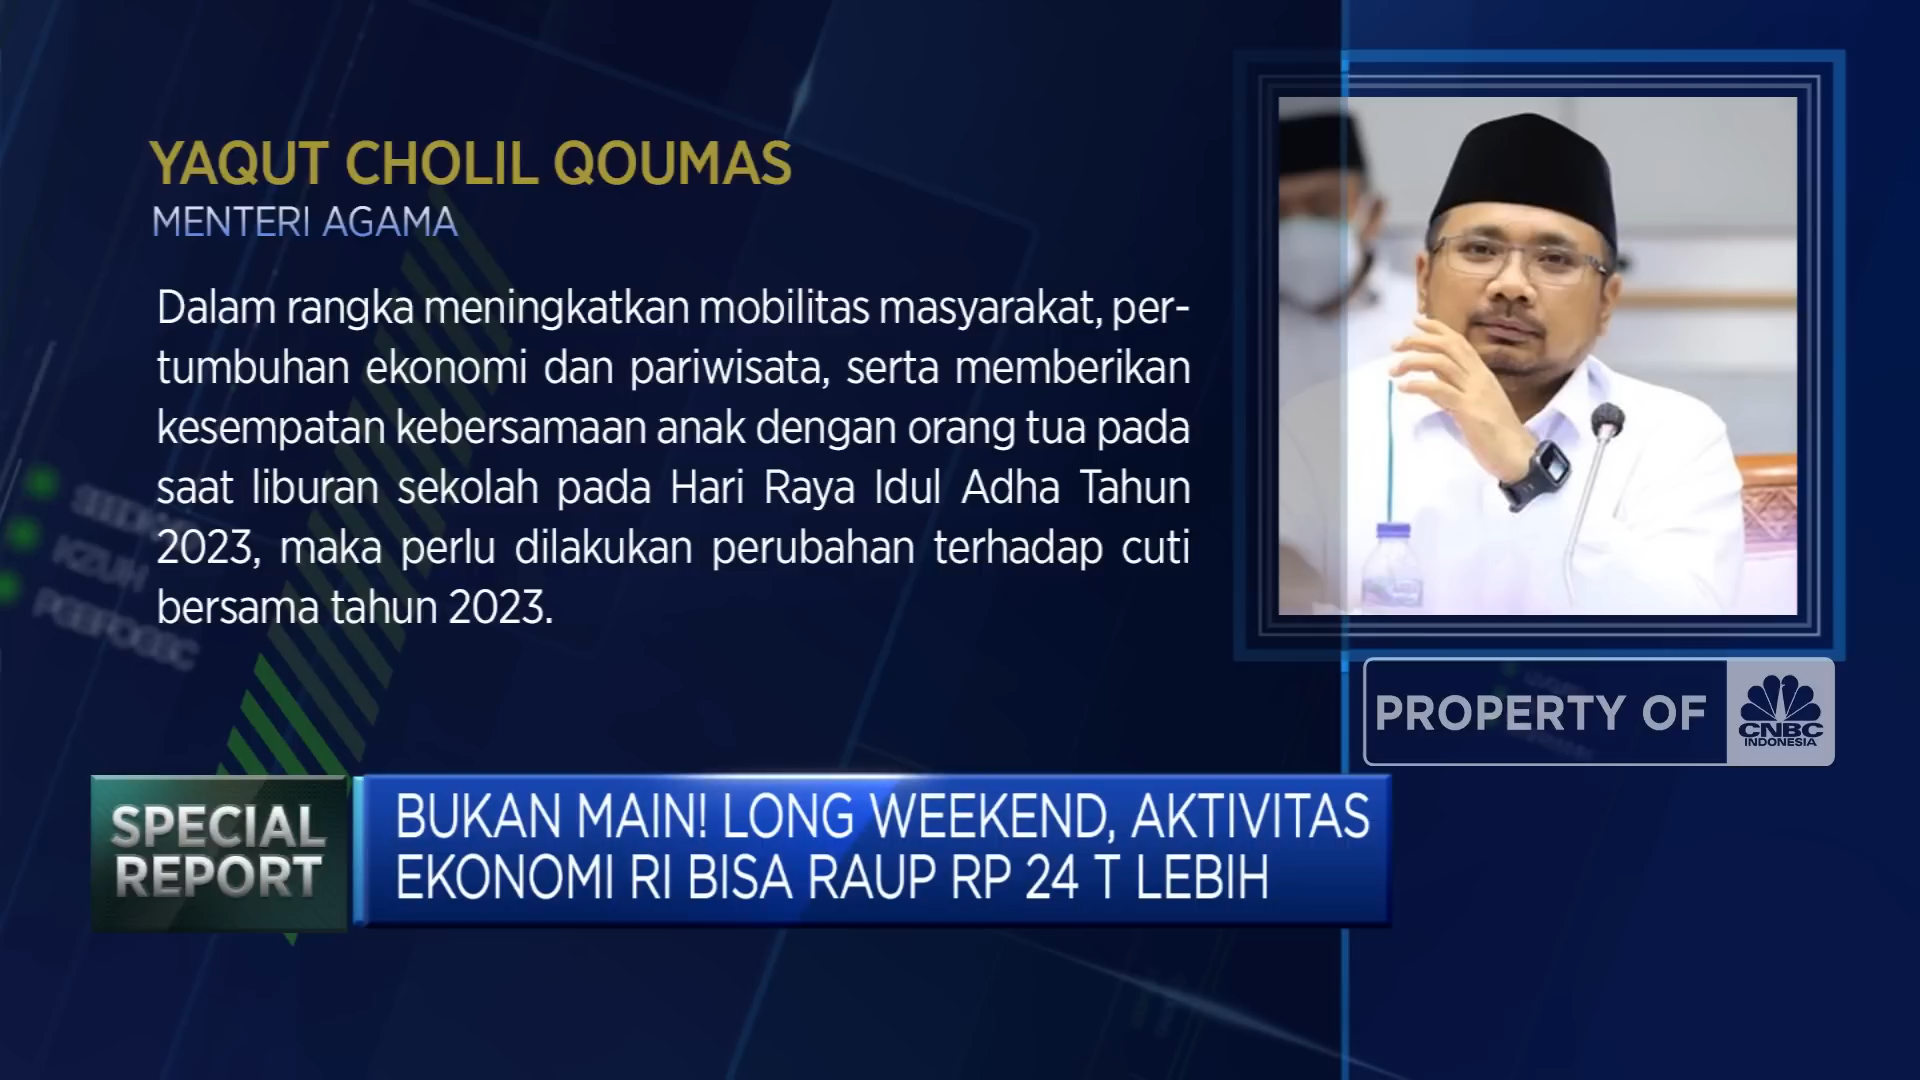 YAQUT CHOLIL QOUMAS
MENTERI AGAMA
Dalam rangka meningkatkan mobilitas masyarakat, per-
tumbuhan ekonomi dan pariwisata, serta memberikan
kesempatan kebersamaan anak dengan orang tua pada
saat liburan sekolah pada Hari Raya Idul Adha Tahun
2023, maka perlu dilakukan perubahan terhadap cuti
bersama tahun 2023.
PROPERTY OF
CNBC
INDONESIA
SPECIAL
REPORT
BUKAN MAIN! LONG WEEKEND, AKTIVITAS
EKONOMI RI BISA RAUP RP 24 T LEBIH